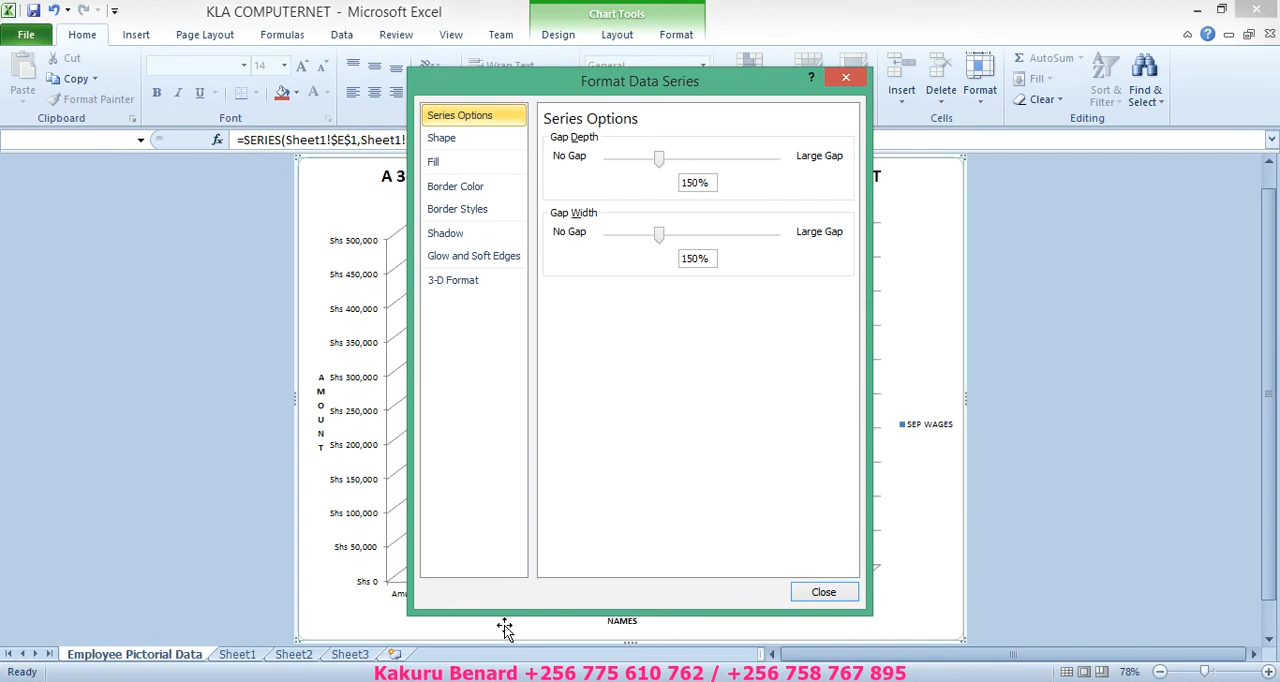 KLA COMPUTERNET - Microsoft Excel
Chart Tools
File Home Insert Page Layout Formulas Data Review View Team Design Layout Format
Cut
Copy
Format Painter
Paste
14
Wrap Text
General
Insert Delete Format
AutoSum
Fill
Clear
Sort & Filter
Find & Select
Clipboard Font Cells Editing
=SERIES(Sheet1!$E$1,Sheet1!
Format Data Series
Series Options
Shape
Fill
Border Color
Border Styles
Shadow
Glow and Soft Edges
3-D Format
Series Options
Gap Depth
No Gap Large Gap
150%
Gap Width
No Gap Large Gap
150%
Close
A 3 T
Shs 500,000
Shs 450,000
Shs 400,000
Shs 350,000
Shs 300,000
Shs 250,000
Shs 200,000
Shs 150,000
Shs 100,000
Shs 50,000
Shs 0
AMOUNT
SEP WAGES
NAMES
Employee Pictorial Data Sheet1 Sheet2 Sheet3
Ready 78%
Kakuru Benard +256 775 610 762 / +256 758 767 895